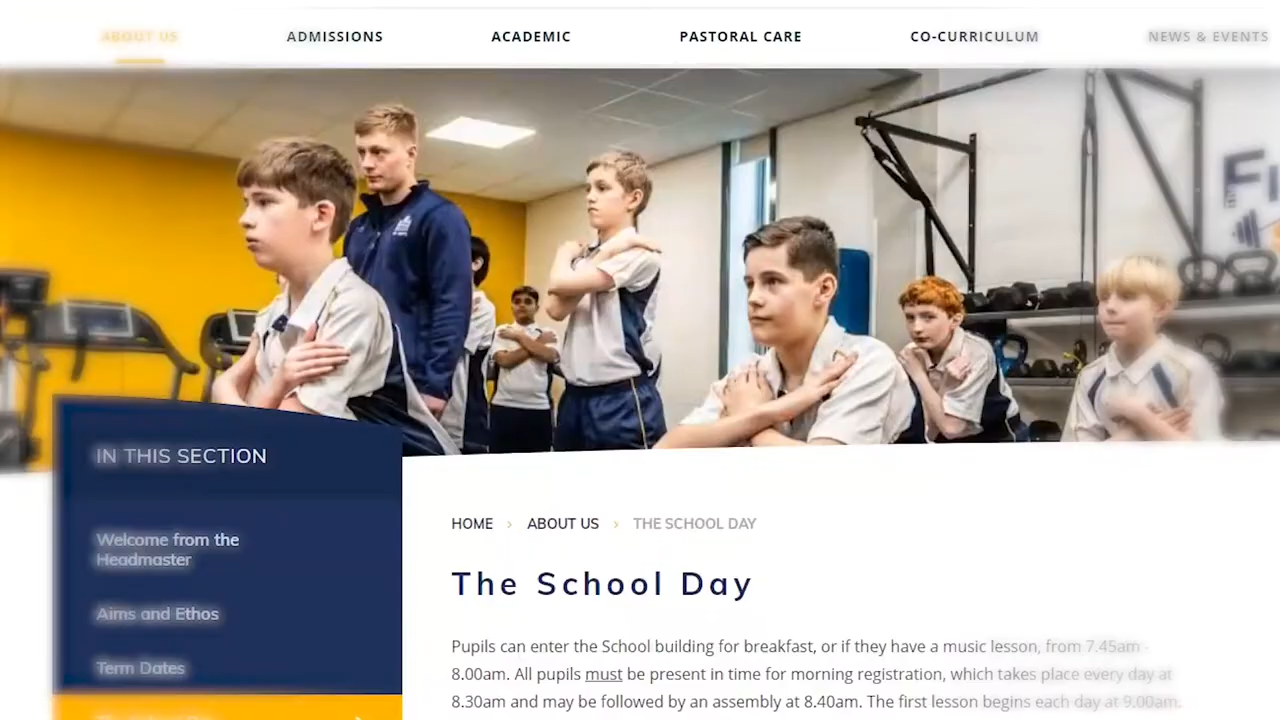 ABOUT US
ADMISSIONS
ACADEMIC
PASTORAL CARE
CO-CURRICULUM
NEWS & EVENTS
IN THIS SECTION
Welcome from the
Headmaster
Aims and Ethos
Term Dates
HOME › ABOUT US › THE SCHOOL DAY
The School Day
Pupils can enter the School building for breakfast, or if they have a music lesson, from 7.45am -
8.00am. All pupils must be present in time for morning registration, which takes place every day at
8.30am and may be followed by an assembly at 8.40am. The first lesson begins each day at 9.00am.